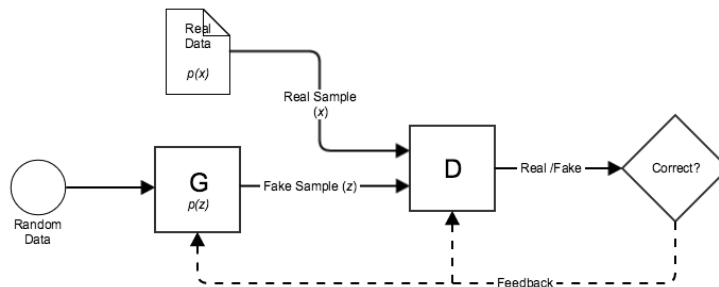 Real
Data
p(x)
Real Sample
(x)
G
p(z)
Fake Sample (z)
D
Real /Fake
Correct?
Random
Data
Feedback